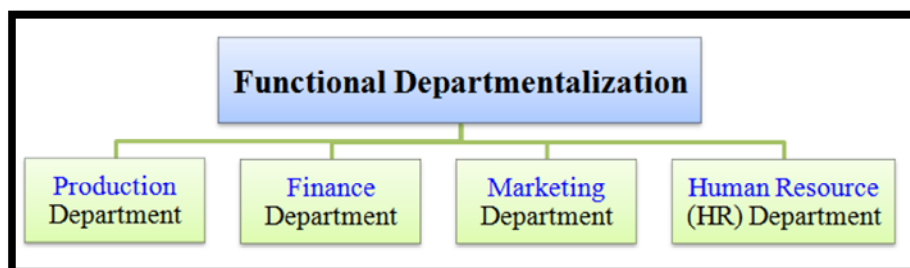 Functional Departmentalization
Production
Department
Finance
Department
Marketing
Department
Human Resource
(HR) Department